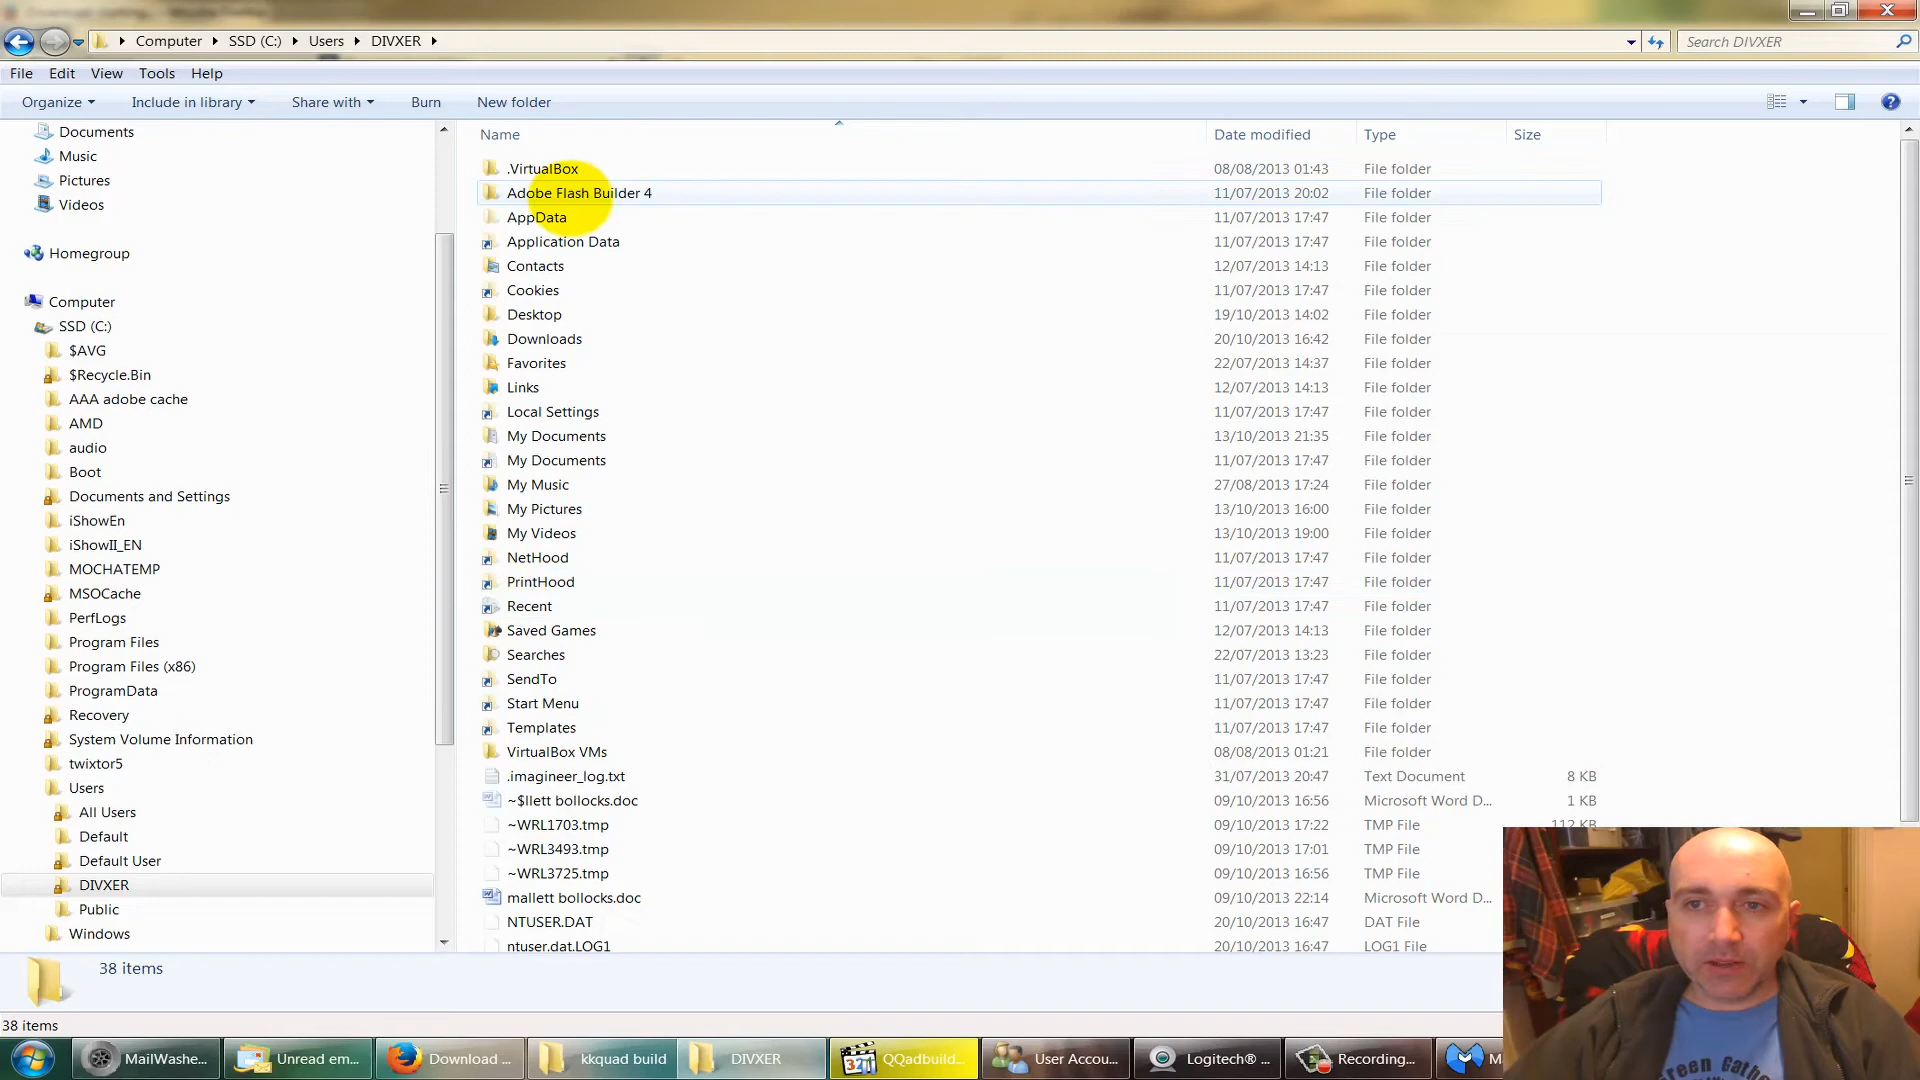 Computer SSD (C:) Users DIVXER Search DIVXER
File Edit View Tools Help
Organize Include in library Share with Burn New folder
Documents
Music
Pictures
Videos
Homegroup
Computer
SSD (C:)
$AVG
$Recycle.Bin
AAA adobe cache
AMD
audio
Boot
Documents and Settings
iShowEn
iShowII_EN
MOCHATEMP
MSOCache
PerfLogs
Program Files
Program Files (x86)
ProgramData
Recovery
System Volume Information
twixtor5
Users
All Users
Default
Default User
DIVXER
Public
Windows
Name Date modified Type Size
.VirtualBox 08/08/2013 01:43 File folder
Adobe Flash Builder 4 11/07/2013 20:02 File folder
AppData 11/07/2013 17:47 File folder
Application Data 11/07/2013 17:47 File folder
Contacts 12/07/2013 14:13 File folder
Cookies 11/07/2013 17:47 File folder
Desktop 19/10/2013 14:02 File folder
Downloads 20/10/2013 16:42 File folder
Favorites 22/07/2013 14:37 File folder
Links 12/07/2013 14:13 File folder
Local Settings 11/07/2013 17:47 File folder
My Documents 13/10/2013 21:35 File folder
My Documents 11/07/2013 17:47 File folder
My Music 27/08/2013 17:24 File folder
My Pictures 13/10/2013 16:00 File folder
My Videos 13/10/2013 19:00 File folder
NetHood 11/07/2013 17:47 File folder
PrintHood 11/07/2013 17:47 File folder
Recent 11/07/2013 17:47 File folder
Saved Games 12/07/2013 14:13 File folder
Searches 22/07/2013 13:23 File folder
SendTo 11/07/2013 17:47 File folder
Start Menu 11/07/2013 17:47 File folder
Templates 11/07/2013 17:47 File folder
VirtualBox VMs 08/08/2013 01:21 File folder
.imagineer_log.txt 31/07/2013 20:47 Text Document 8 KB
~$llett bollocks.doc 09/10/2013 16:56 Microsoft Word D... 1 KB
~WRL1703.tmp 09/10/2013 17:22 TMP File 112 KB
~WRL3493.tmp 09/10/2013 17:01 TMP File
~WRL3725.tmp 09/10/2013 16:56 TMP File
mallett bollocks.doc 09/10/2013 22:14 Microsoft Word D...
NTUSER.DAT 20/10/2013 16:47 DAT File
ntuser.dat.LOG1 20/10/2013 16:47 LOG1 File
38 items
38 items
MailWashe... Unread em... Download ... kkquad build DIVXER QQadbuild... User Accou... Logitech® ... Recording... M